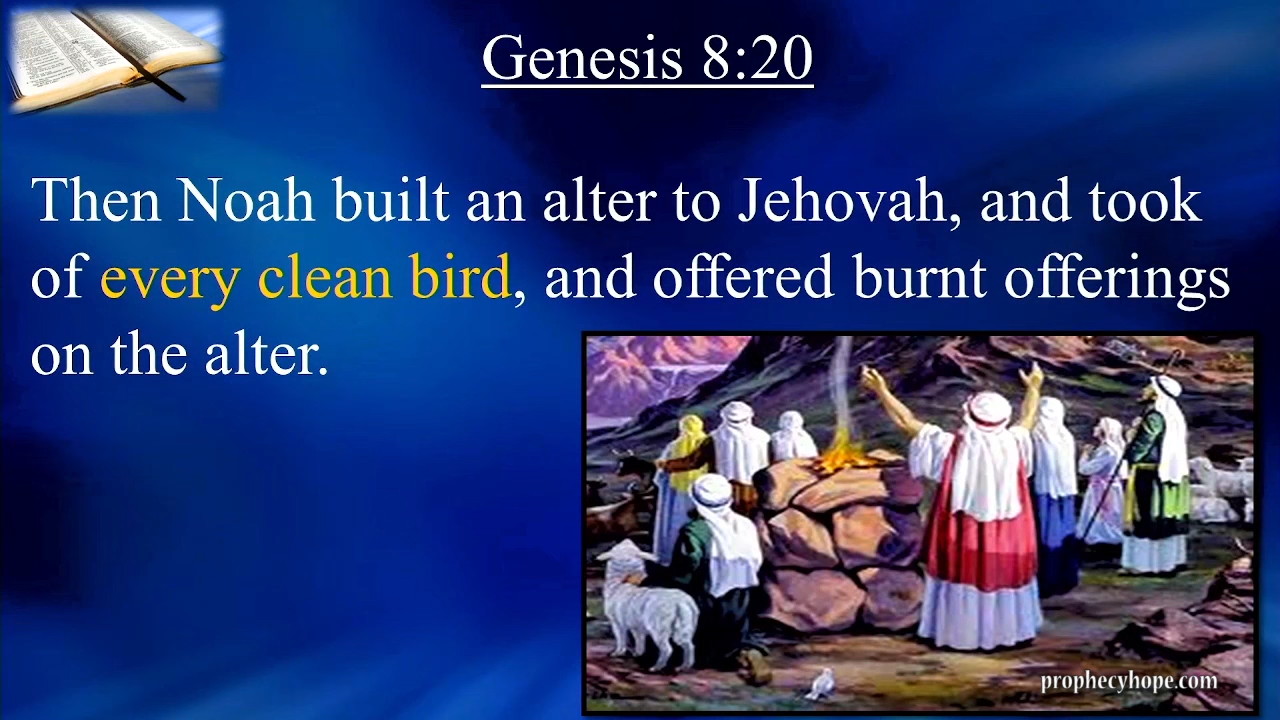 Genesis 8:20
Then Noah built an alter to Jehovah, and took
of every clean bird, and offered burnt offerings
on the alter.
prophecyhope.com